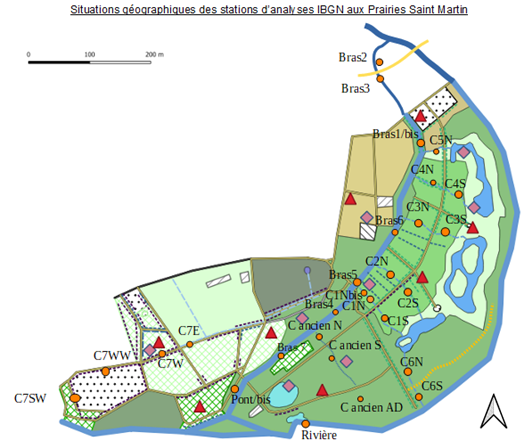 Situations géographiques des stations d'analyses IBGN aux Prairies Saint Martin
0 100 200 m
Bras2
Bras3
Bras1/bis
C5N
C4N
C4S
C3N
C3S
Bras6
C2N
Bras5
C1Nbis
C2S
Bras4
C1N
C1S
C ancien N
C7E
Bras
C ancien S
C7WW
C7W
C6N
C7SW
Pont/bis
C6S
C ancien AD
Rivière